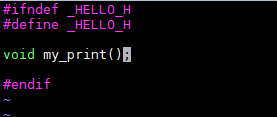 #ifndef _HELLO_H
#define _HELLO_H
void my_print();
#endif
~
~